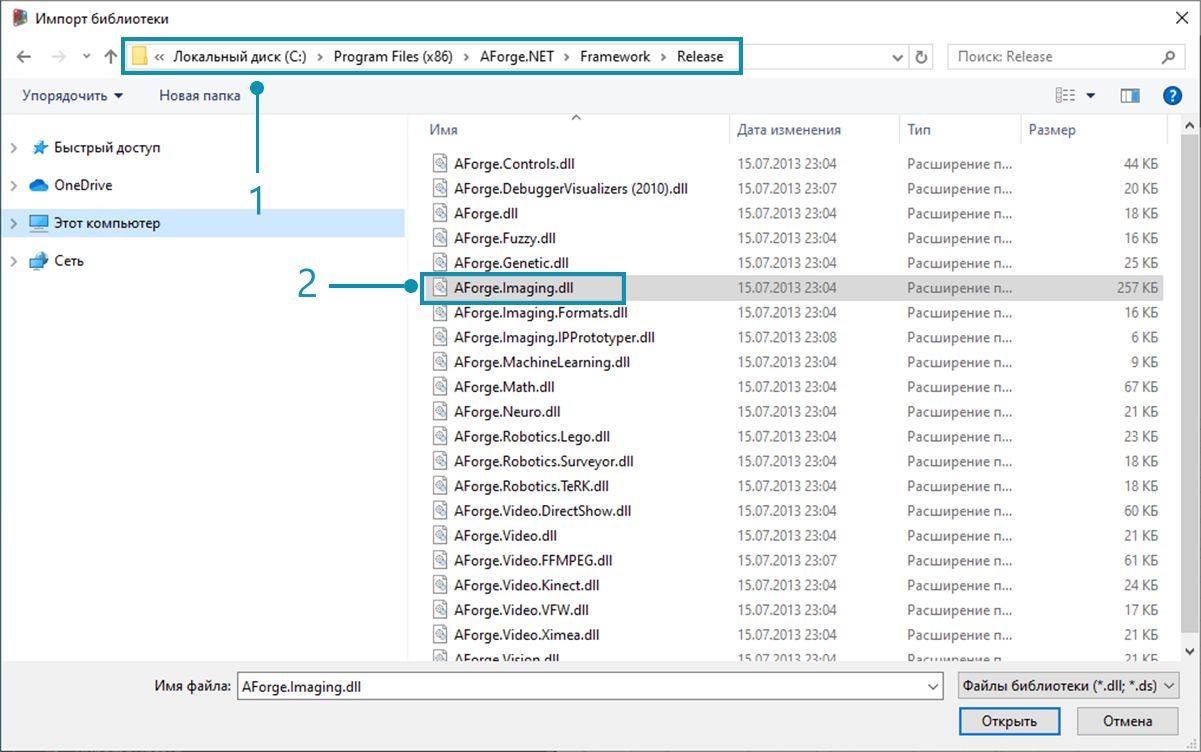 Импорт библиотеки
« Локальный диск (C:) › Program Files (x86) › AForge.NET › Framework › Release
Поиск: Release
Упорядочить Новая папка
1
Быстрый доступ
OneDrive
Этот компьютер
Сеть
2
Имя Дата изменения Тип Размер
AForge.Controls.dll 15.07.2013 23:04 Расширение п... 44 КБ
AForge.DebuggerVisualizers (2010).dll 15.07.2013 23:07 Расширение п... 20 КБ
AForge.dll 15.07.2013 23:04 Расширение п... 18 КБ
AForge.Fuzzy.dll 15.07.2013 23:04 Расширение п... 16 КБ
AForge.Genetic.dll 15.07.2013 23:04 Расширение п... 25 КБ
AForge.Imaging.dll 15.07.2013 23:04 Расширение п... 257 КБ
AForge.Imaging.Formats.dll 15.07.2013 23:04 Расширение п... 16 КБ
AForge.Imaging.IPPrototyper.dll 15.07.2013 23:08 Расширение п... 6 КБ
AForge.MachineLearning.dll 15.07.2013 23:04 Расширение п... 9 КБ
AForge.Math.dll 15.07.2013 23:04 Расширение п... 67 КБ
AForge.Neuro.dll 15.07.2013 23:04 Расширение п... 21 КБ
AForge.Robotics.Lego.dll 15.07.2013 23:04 Расширение п... 23 КБ
AForge.Robotics.Surveyor.dll 15.07.2013 23:04 Расширение п... 18 КБ
AForge.Robotics.TeRK.dll 15.07.2013 23:04 Расширение п... 18 КБ
AForge.Video.DirectShow.dll 15.07.2013 23:04 Расширение п... 60 КБ
AForge.Video.dll 15.07.2013 23:04 Расширение п... 21 КБ
AForge.Video.FFMPEG.dll 15.07.2013 23:07 Расширение п... 61 КБ
AForge.Video.Kinect.dll 15.07.2013 23:04 Расширение п... 24 КБ
AForge.Video.VFW.dll 15.07.2013 23:04 Расширение п... 17 КБ
AForge.Video.Ximea.dll 15.07.2013 23:04 Расширение п... 21 КБ
AForge.Vision.dll 15.07.2013 23:04 Расширение п... 21 КБ
Имя файла: AForge.Imaging.dll Файлы библиотеки (*.dll; *.ds)
Открыть Отмена